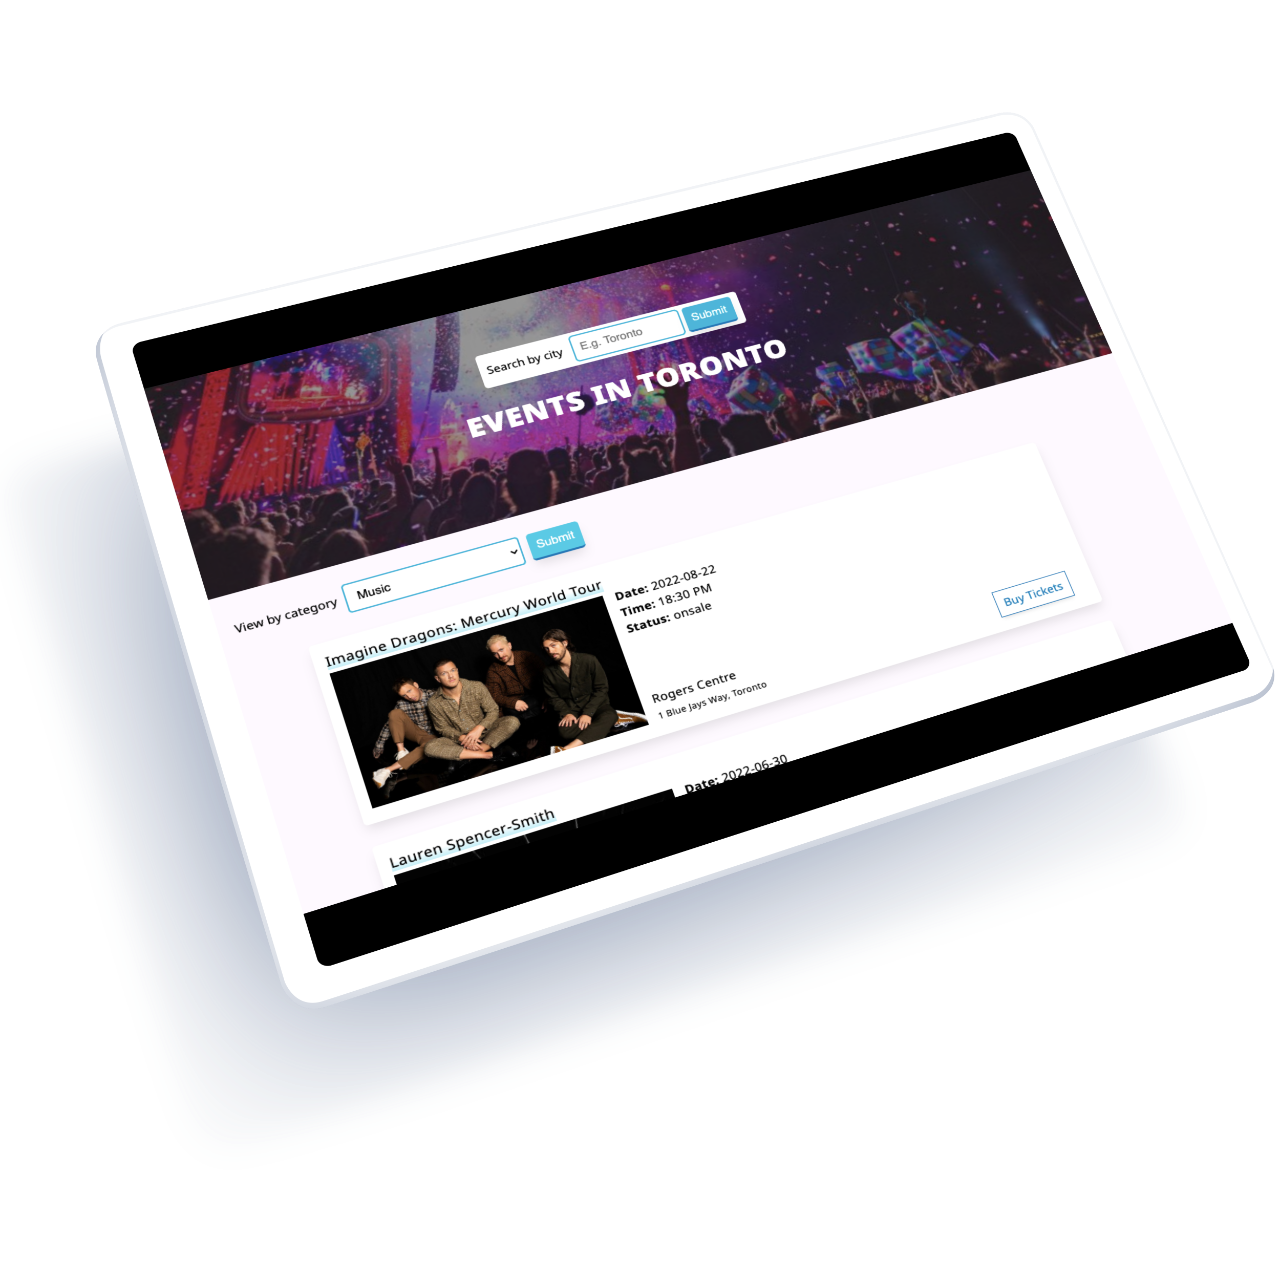 Search by city E.g. Toronto Submit
EVENTS IN TORONTO
View by category Music Submit
Imagine Dragons: Mercury World Tour
Date: 2022-08-22
Time: 18:30 PM
Status: onsale
Rogers Centre
1 Blue Jays Way, Toronto
Buy Tickets
Lauren Spencer-Smith
Date: 2022-06-30